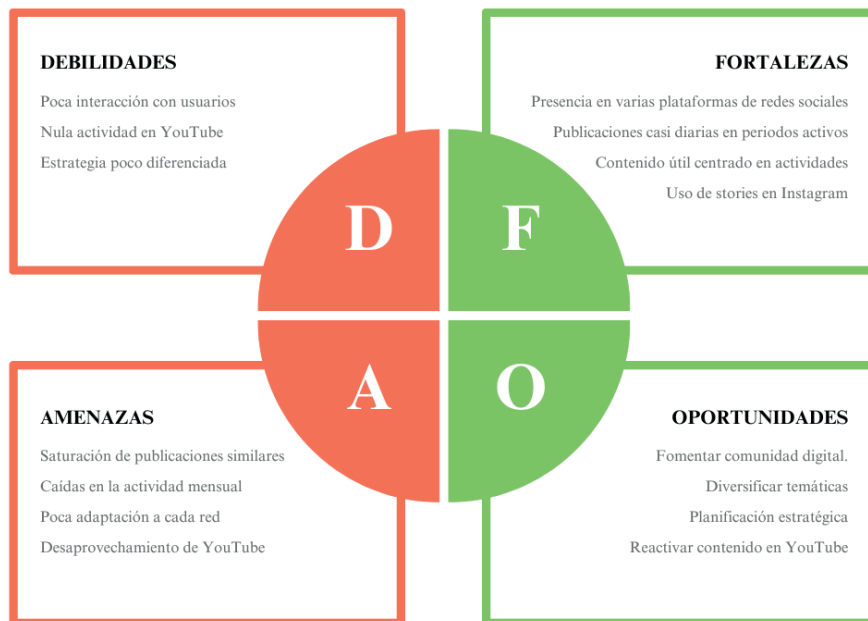 DEBILIDADES
Poca interacción con usuarios
Nula actividad en YouTube
Estrategia poco diferenciada
FORTALEZAS
Presencia en varias plataformas de redes sociales
Publicaciones casi diarias en periodos activos
Contenido útil centrado en actividades
Uso de stories en Instagram
D
F
A
O
AMENAZAS
Saturación de publicaciones similares
Caídas en la actividad mensual
Poca adaptación a cada red
Desaprovechamiento de YouTube
OPORTUNIDADES
Fomentar comunidad digital.
Diversificar temáticas
Planificación estratégica
Reactivar contenido en YouTube